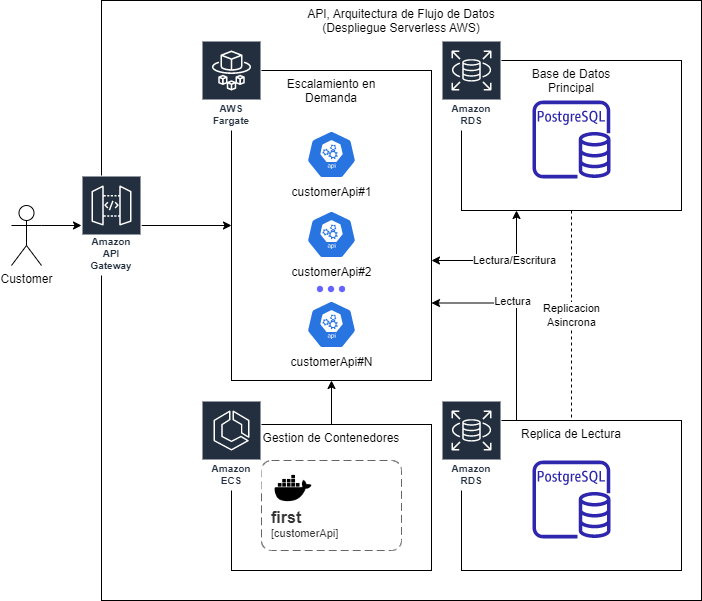 API, Arquitectura de Flujo de Datos
(Despliegue Serverless AWS)
AWS
Fargate
Escalamiento en
Demanda
api
customerApi#1
api
customerApi#2
api
customerApi#N
Amazon
RDS
Base de Datos
Principal
PostgreSQL
Customer
Amazon
API
Gateway
Lectura/Escritura
Lectura
Replicacion
Asincrona
Amazon
ECS
Gestion de Contenedores
first
[customerApi]
Amazon
RDS
Replica de Lectura
PostgreSQL